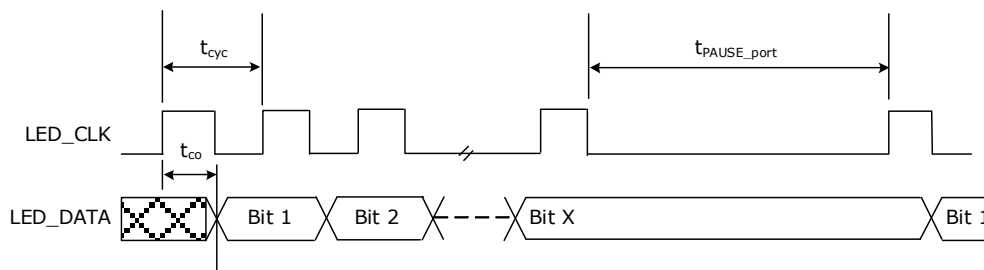 tcyc
tPAUSE_port
LED_CLK
tco
LED_DATA
Bit 1
Bit 2
Bit X
Bit 1